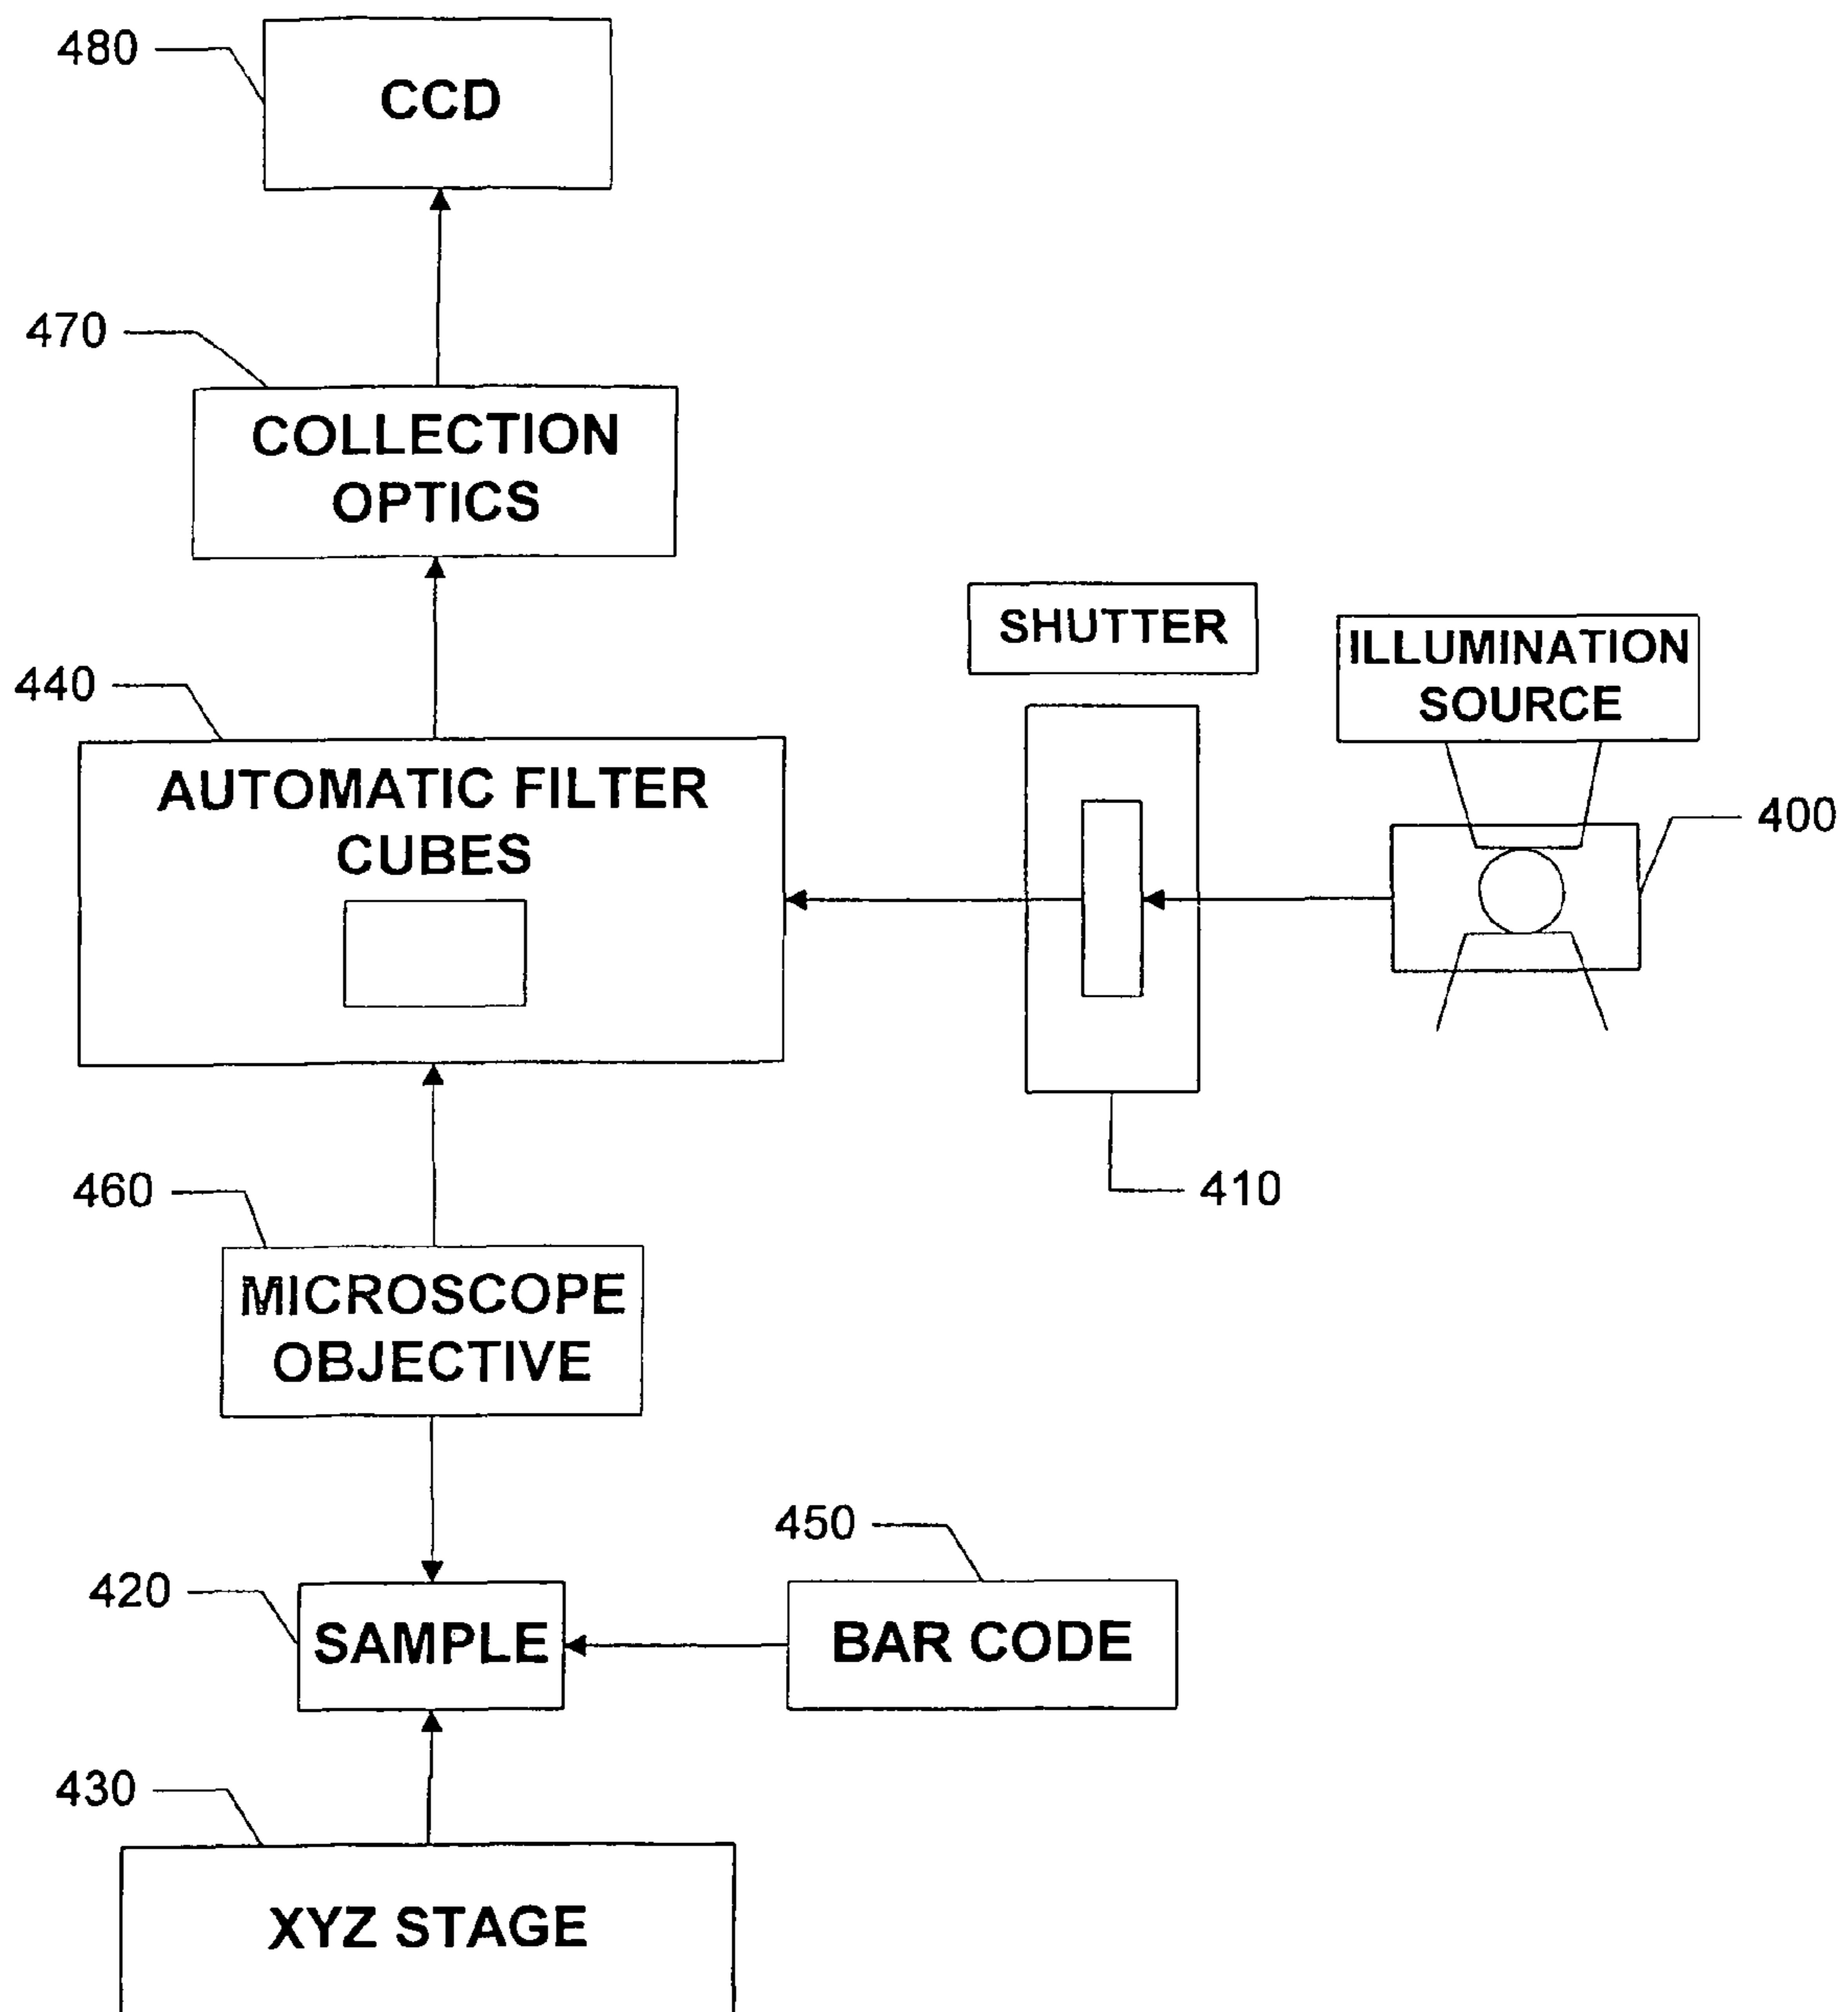 480
CCD
470
COLLECTION
OPTICS
SHUTTER
ILLUMINATION
SOURCE
440
AUTOMATIC FILTER
CUBES
400
410
460
MICROSCOPE
OBJECTIVE
450
420
SAMPLE
BAR CODE
430
XYZ STAGE